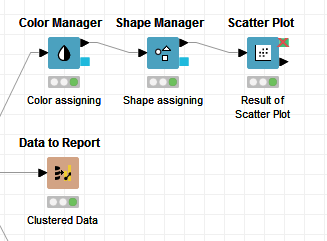 Color Manager Shape Manager Scatter Plot
Color assigning Shape assigning Result of
Scatter Plot
Data to Report
Clustered Data